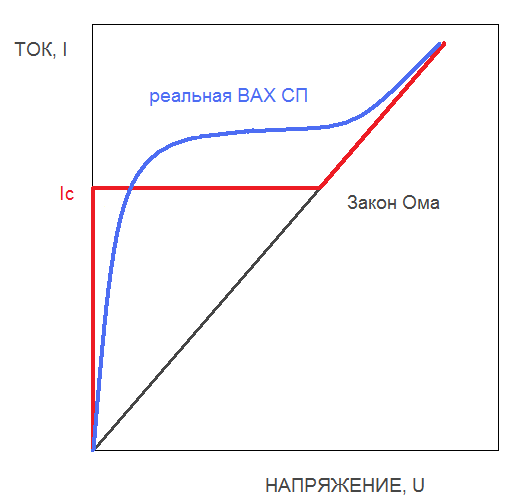 ТОК, I
реальная ВАХ СП
Ic
Закон Ома
НАПРЯЖЕНИЕ, U